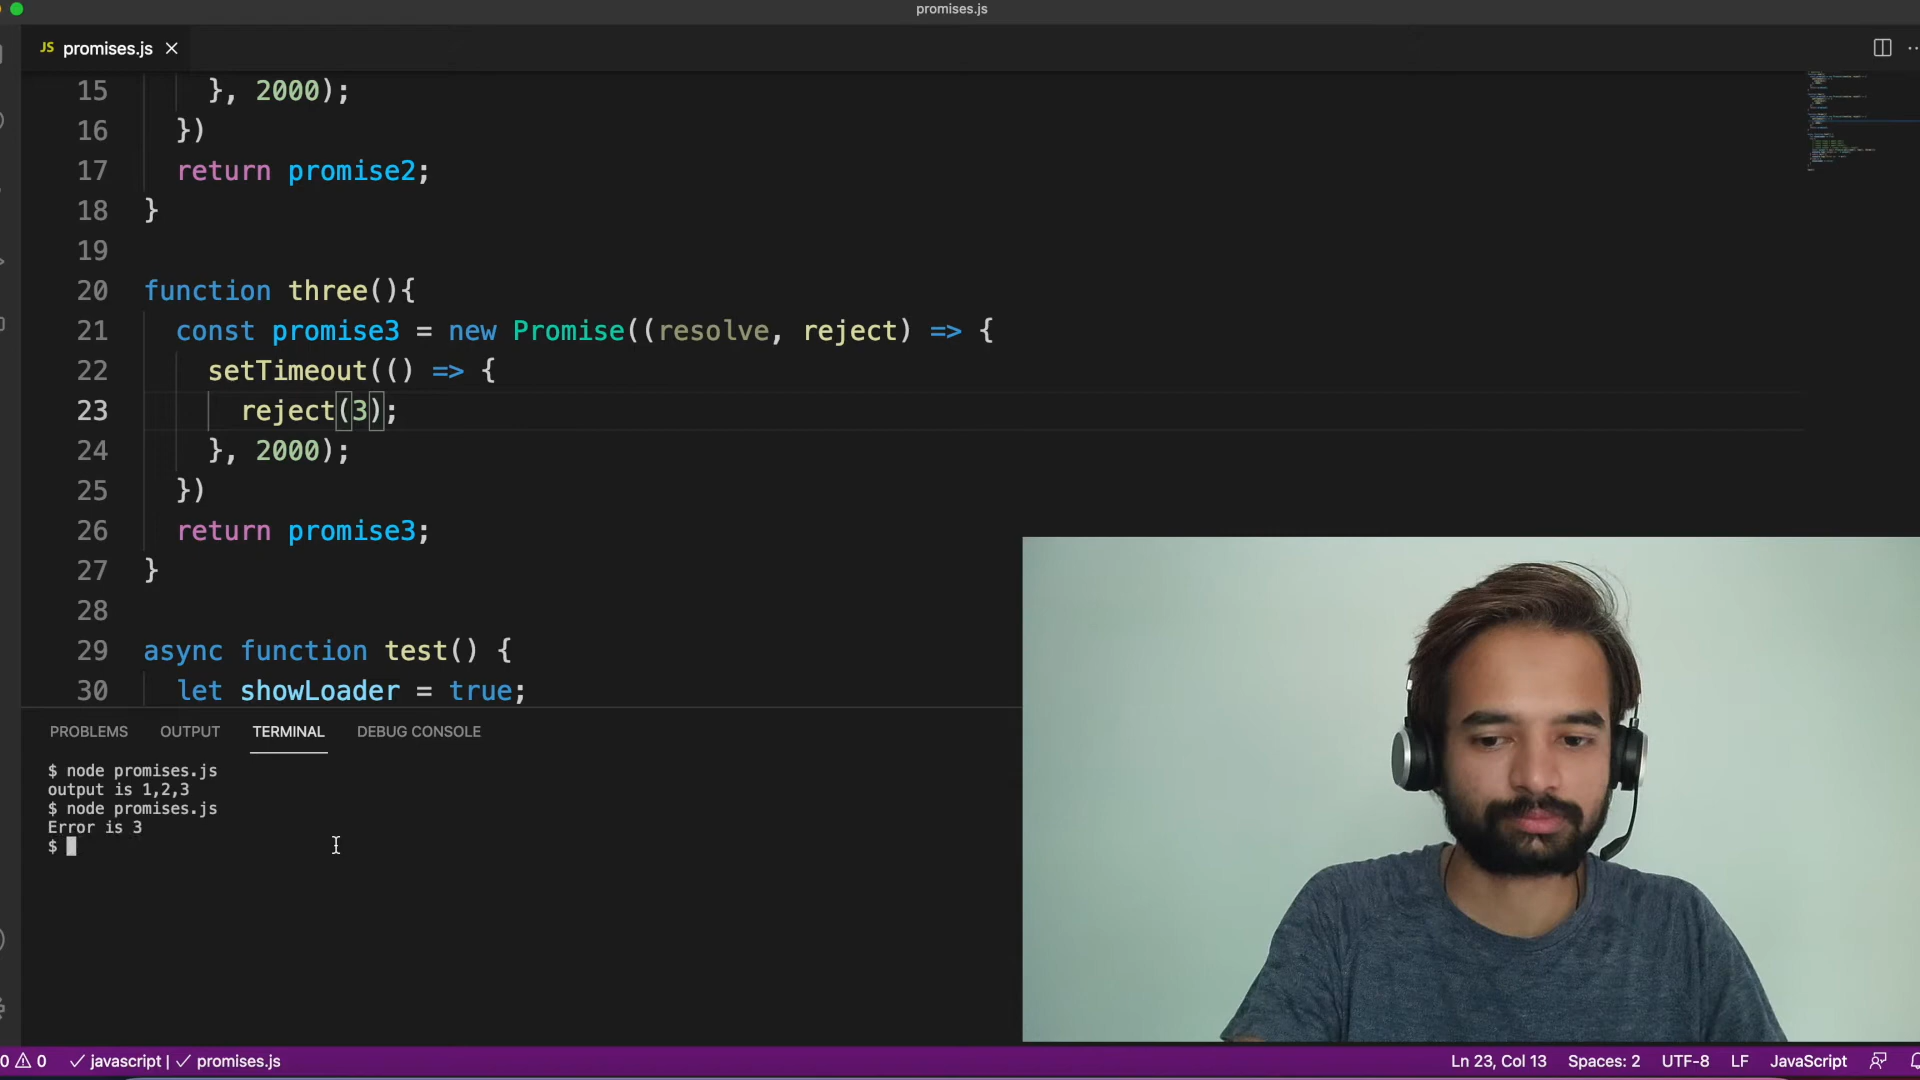 promises.js
JS promises.js
15 }, 2000);
16 })
17 return promise2;
18 }
19
20 function three(){
21 const promise3 = new Promise((resolve, reject) => {
22 setTimeout(() => {
23 reject(3);
24 }, 2000);
25 })
26 return promise3;
27 }
28
29 async function test() {
30 let showLoader = true;
PROBLEMS OUTPUT TERMINAL DEBUG CONSOLE
$ node promises.js
output is 1,2,3
$ node promises.js
Error is 3
$
0 0 javascript | promises.js Ln 23, Col 13 Spaces: 2 UTF-8 LF JavaScript